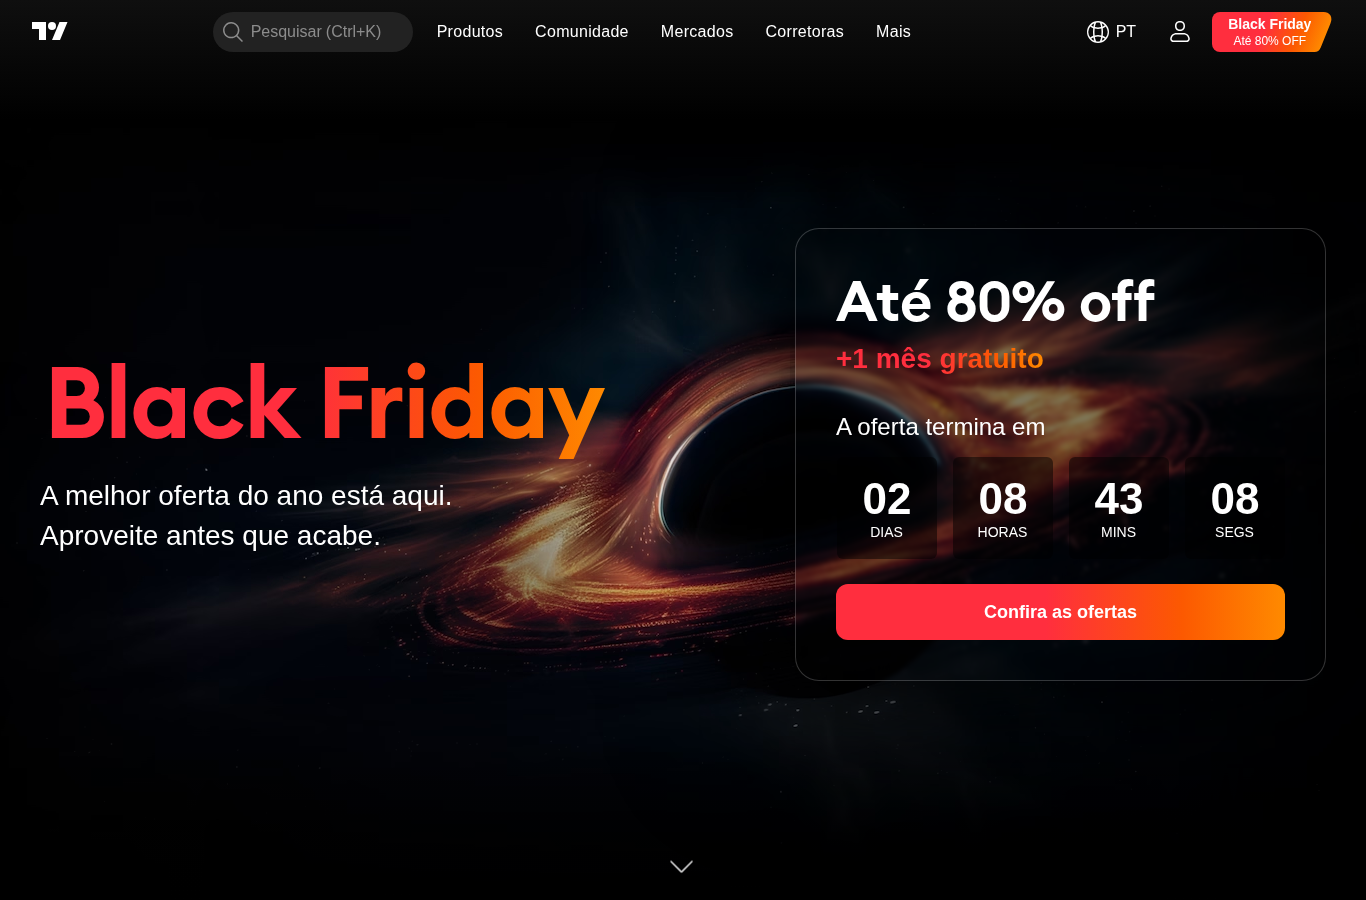 TV
Pesquisar (Ctrl+K)
Produtos
Comunidade
Mercados
Corretoras
Mais
PT
Black Friday
Até 80% OFF
Black Friday
A melhor oferta do ano está aqui.
Aproveite antes que acabe.
Até 80% off
+1 mês gratuito
A oferta termina em
02 08 43 08
DIAS HORAS MINS SEGS
Confira as ofertas